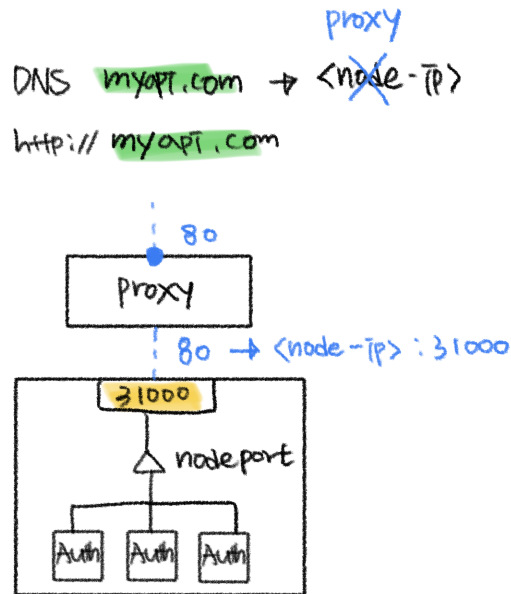 proxy
DNS myapi.com → <node-ip>
http:// myapi.com
80
proxy
80 → <node-ip> : 31000
31000
nodeport
Auth Auth Auth